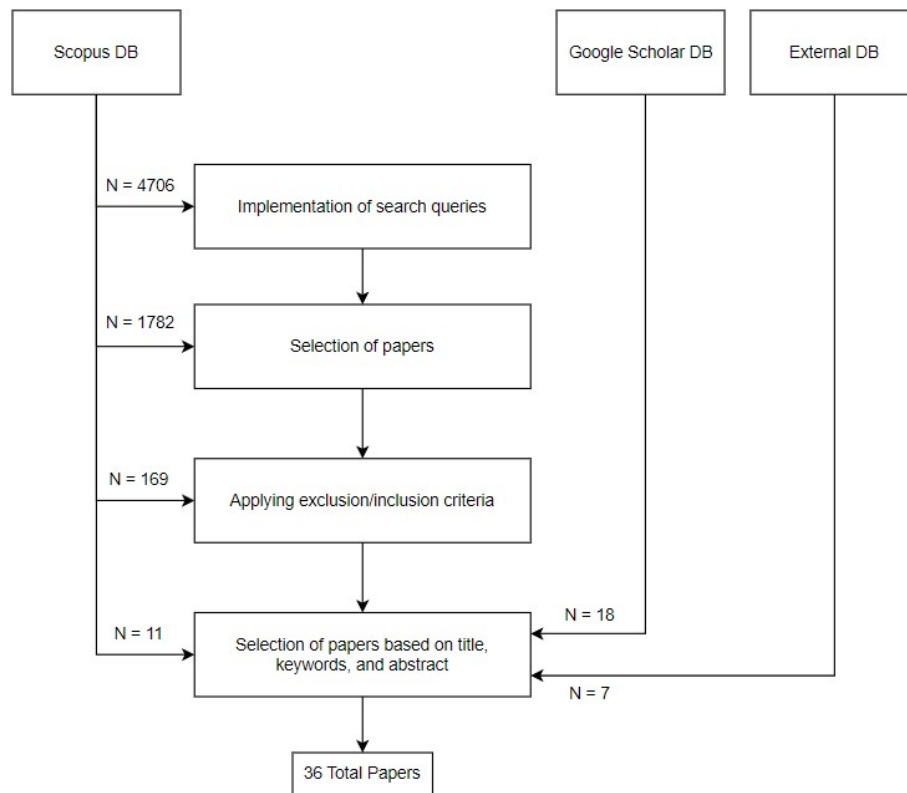 Scopus DB
Google Scholar DB
External DB
N = 4706
Implementation of search queries
N = 1782
Selection of papers
N = 169
Applying exclusion/inclusion criteria
N = 11
Selection of papers based on title,
keywords, and abstract
N = 18
N = 7
36 Total Papers